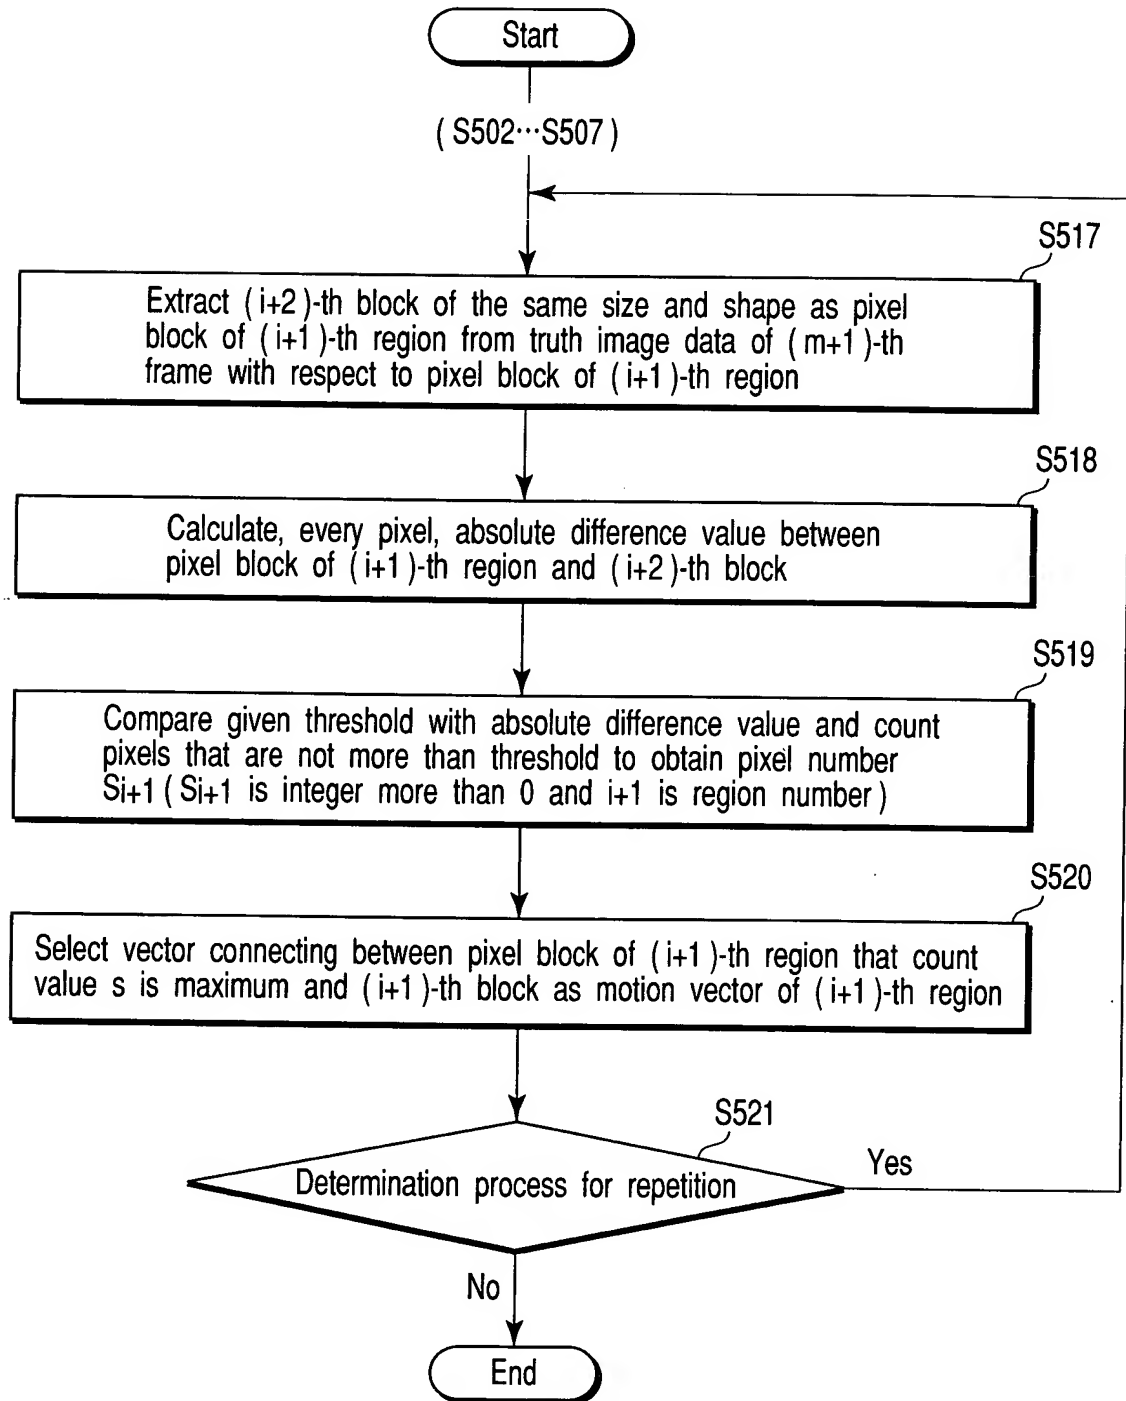 Start
( S502···S507 )
S517
Extract (i+2)-th block of the same size and shape as pixel
block of (i+1)-th region from truth image data of (m+1)-th
frame with respect to pixel block of (i+1)-th region
S518
Calculate, every pixel, absolute difference value between
pixel block of (i+1)-th region and (i+2)-th block
S519
Compare given threshold with absolute difference value and count
pixels that are not more than threshold to obtain pixel number
Si+1 ( Si+1 is integer more than 0 and i+1 is region number )
S520
Select vector connecting between pixel block of (i+1)-th region that count
value s is maximum and (i+1)-th block as motion vector of (i+1)-th region
S521
Determination process for repetition
Yes
No
End